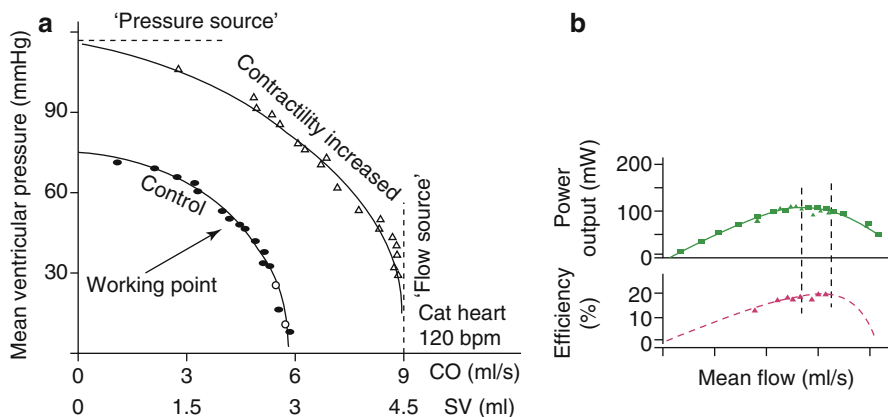 a
'Pressure source'
Mean ventricular pressure (mmHg)
90
60
30
0
Contractility increased
Control
Working point
'Flow source'
Cat heart
120 bpm
0 3 6 9 CO (ml/s)
0 1.5 3 4.5 SV (ml)
b
Power
output (mW)
200
100
0
Efficiency
(%)
20
10
0
Mean flow (ml/s)